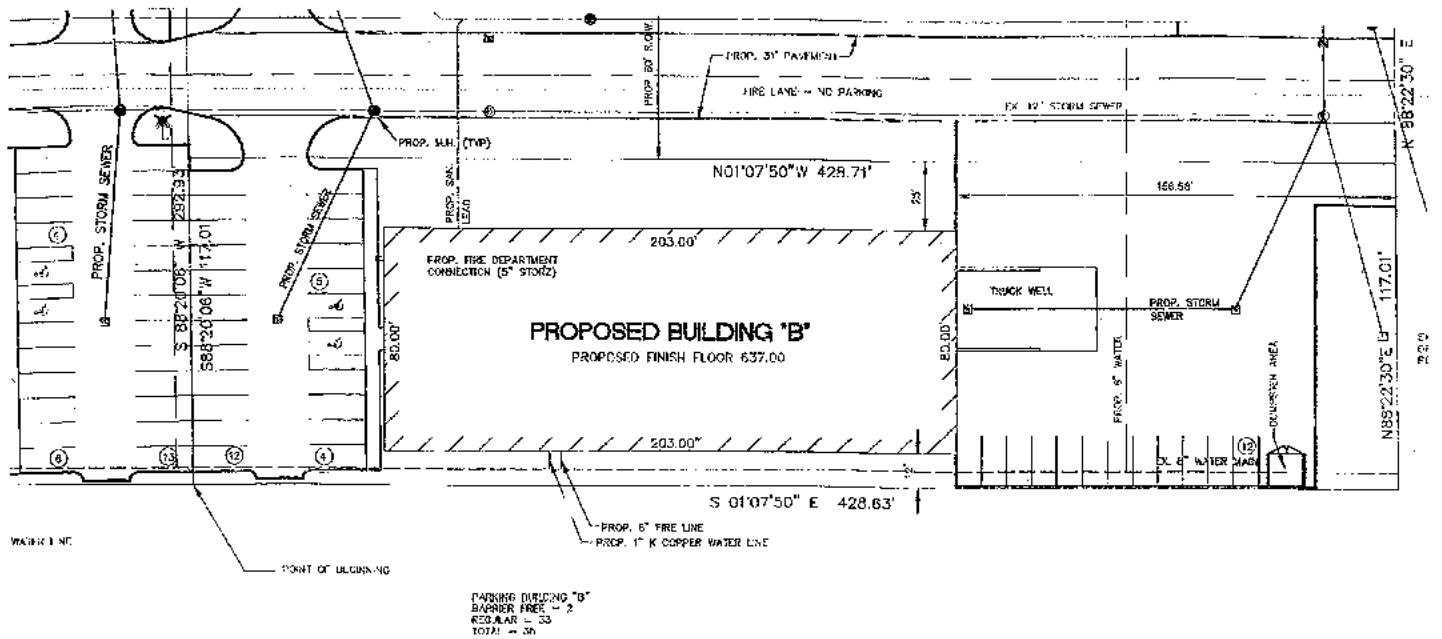 PROP. 31' PAVEMENT
FIRE LANE - NO PARKING
PROP. 60' R.O.W.
EX. 12" STORM SEWER
N 88°22'30" E
PROP. M.H. (TYP)
N01°07'50"W 428.71'
25'
PROP. SAN.
LEAD
PROP. STORM SEWER
S 88°20'06" W 292.93'
S88°20'06"W 117.01'
PROP. STORM SEWER
5
203.00'
PROP. FIRE DEPARTMENT
CONNECTION (5" STORZ)
TRUCK WELL
PROP. STORM
SEWER
PROPOSED BUILDING "B"
PROPOSED FINISH FLOOR 637.00
80.00'
80.00'
PROP. 6" WATER
DUMPSTER AREA
N88°22'30"E 117.01'
203.00'
12'
EX. 8" WATER MAIN
12
6
13
12
4
S 01°07'50" E 428.63'
PROP. 6" FIRE LINE
PROP. 1" K COPPER WATER LINE
WATER LINE
POINT OF BEGINNING
PARKING BUILDING "B"
BARRIER FREE = 2
REGULAR = 33
TOTAL =